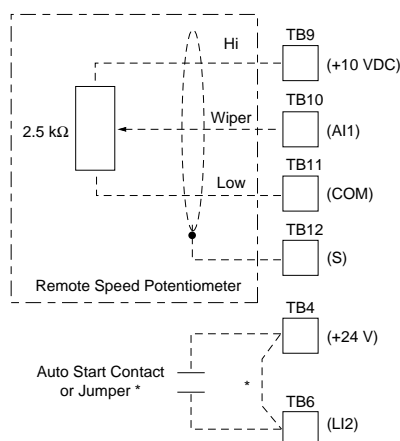 TB9
Hi
(+10 VDC)
TB10
2.5 kΩ
Wiper
(AI1)
TB11
Low
(COM)
TB12
(S)
Remote Speed Potentiometer
TB4
(+24 V)
Auto Start Contact
or Jumper *
*
TB6
(LI2)